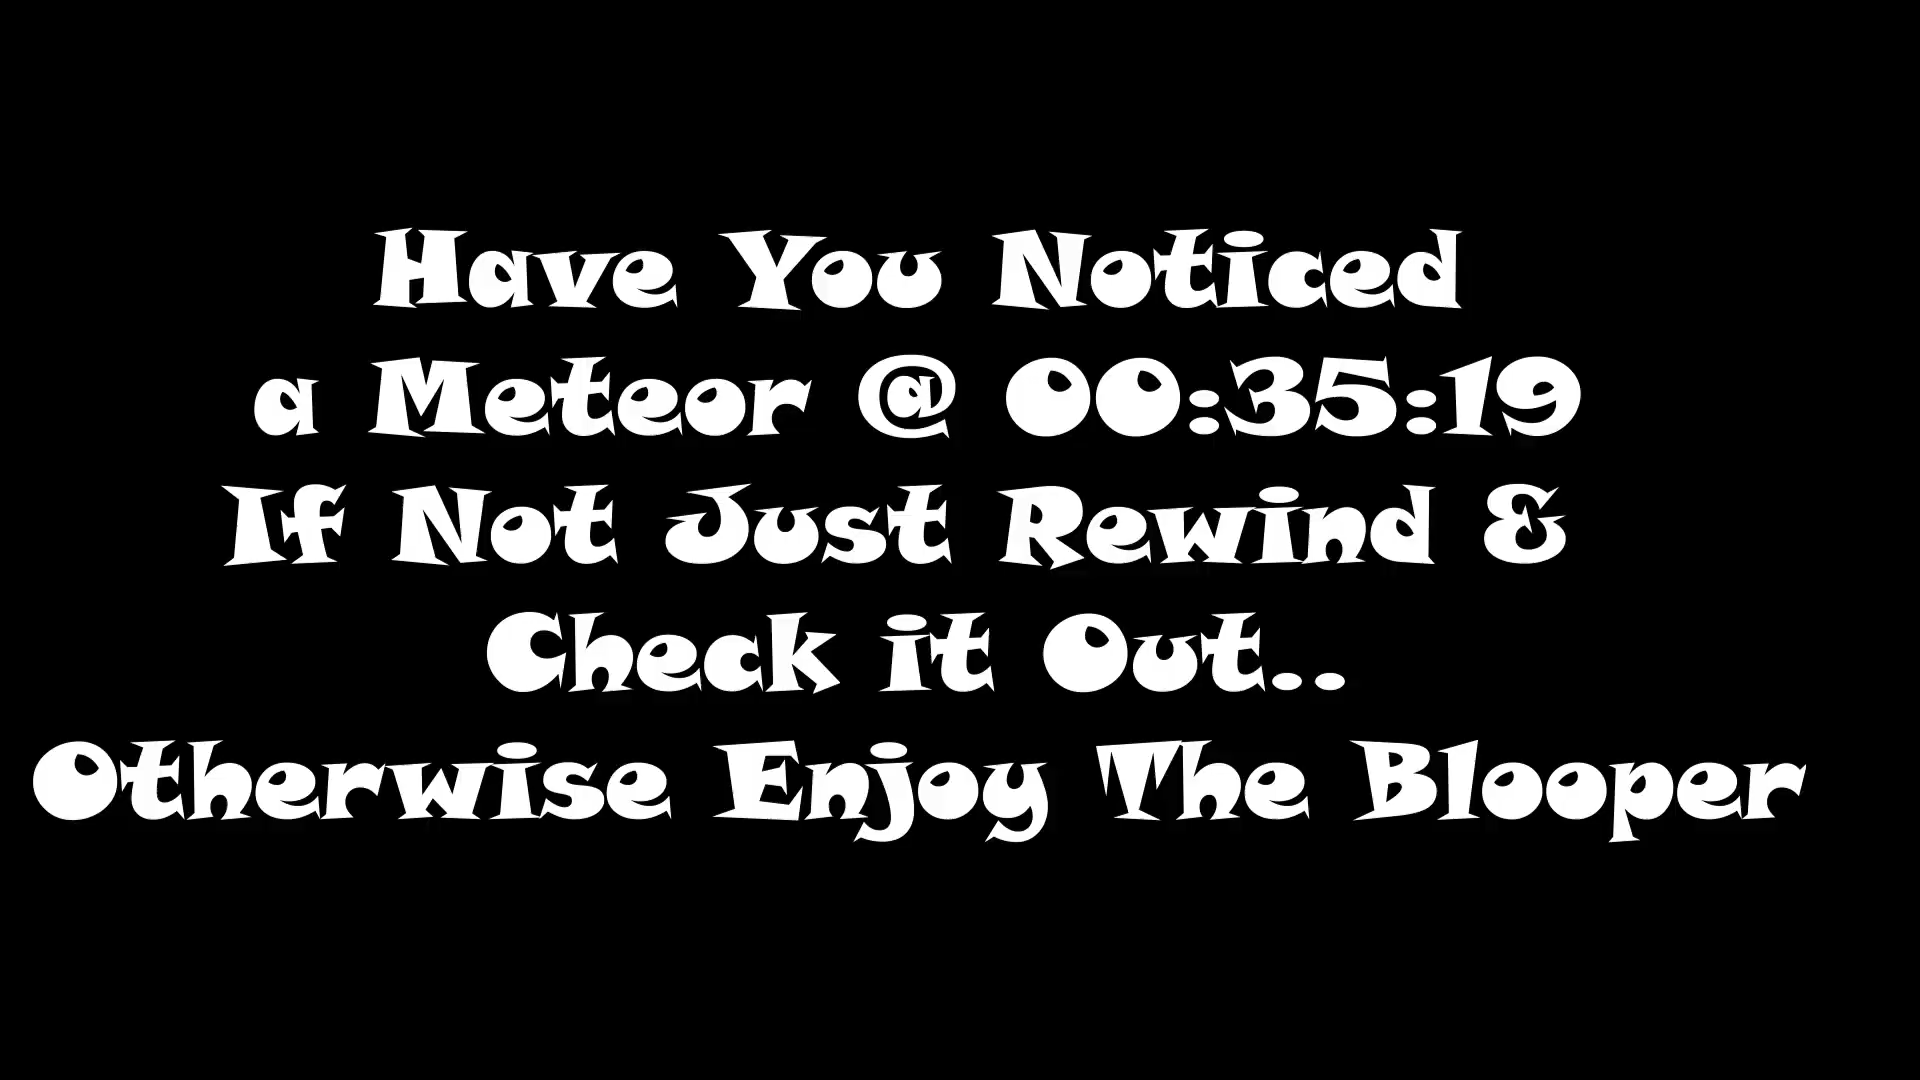 Have You Noticed
a Meteor @ 00:35:19
If Not Just Rewind &
Check it Out..
Otherwise Enjoy The Blooper